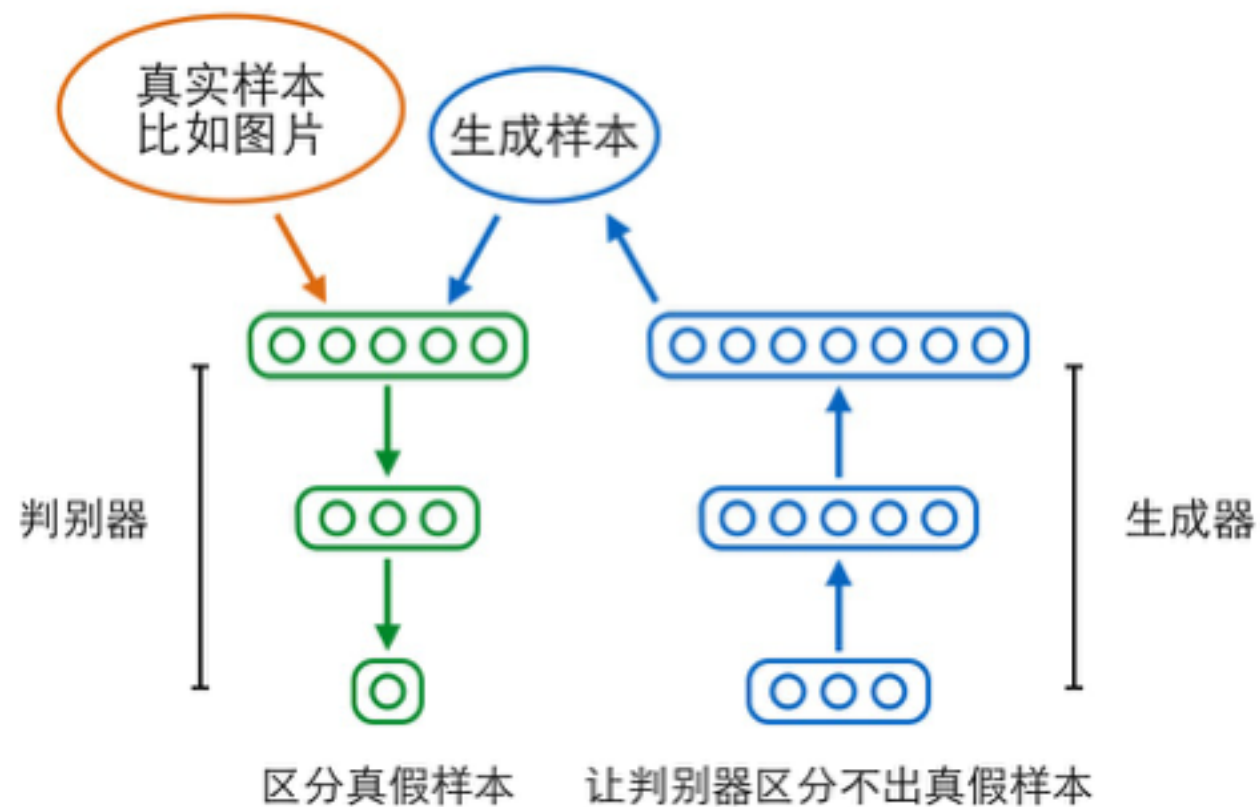 真实样本
比如图片
生成样本
判别器
生成器
区分真假样本
让判别器区分不出真假样本